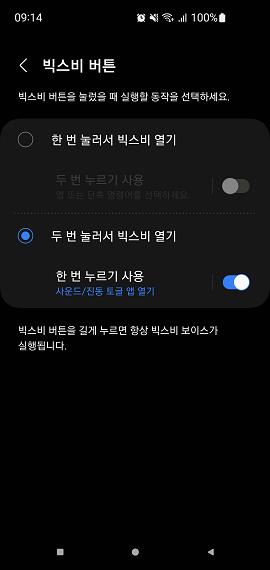 09:14
100%
빅스비 버튼
빅스비 버튼을 눌렀을 때 실행할 동작을 선택하세요.
한 번 눌러서 빅스비 열기
두 번 누르기 사용
앱 또는 단축 명령어를 선택하세요.
두 번 눌러서 빅스비 열기
한 번 누르기 사용
사운드/진동 토글 앱 열기
빅스비 버튼을 길게 누르면 항상 빅스비 보이스가
실행됩니다.